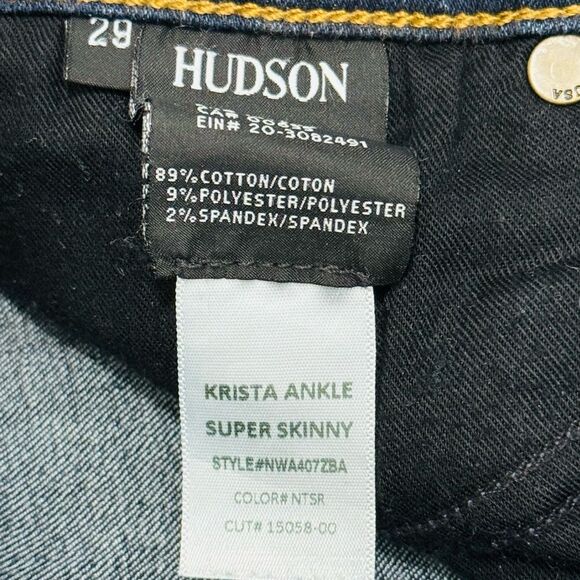 29
HUDSON
EIN# 20-3082491
89% COTTON/COTON
9% POLYESTER/POLYESTER
2% SPANDEX/SPANDEX
KRISTA ANKLE
SUPER SKINNY
STYLE#NWA407ZBA
COLOR# NTSR
CUT# 15058-00